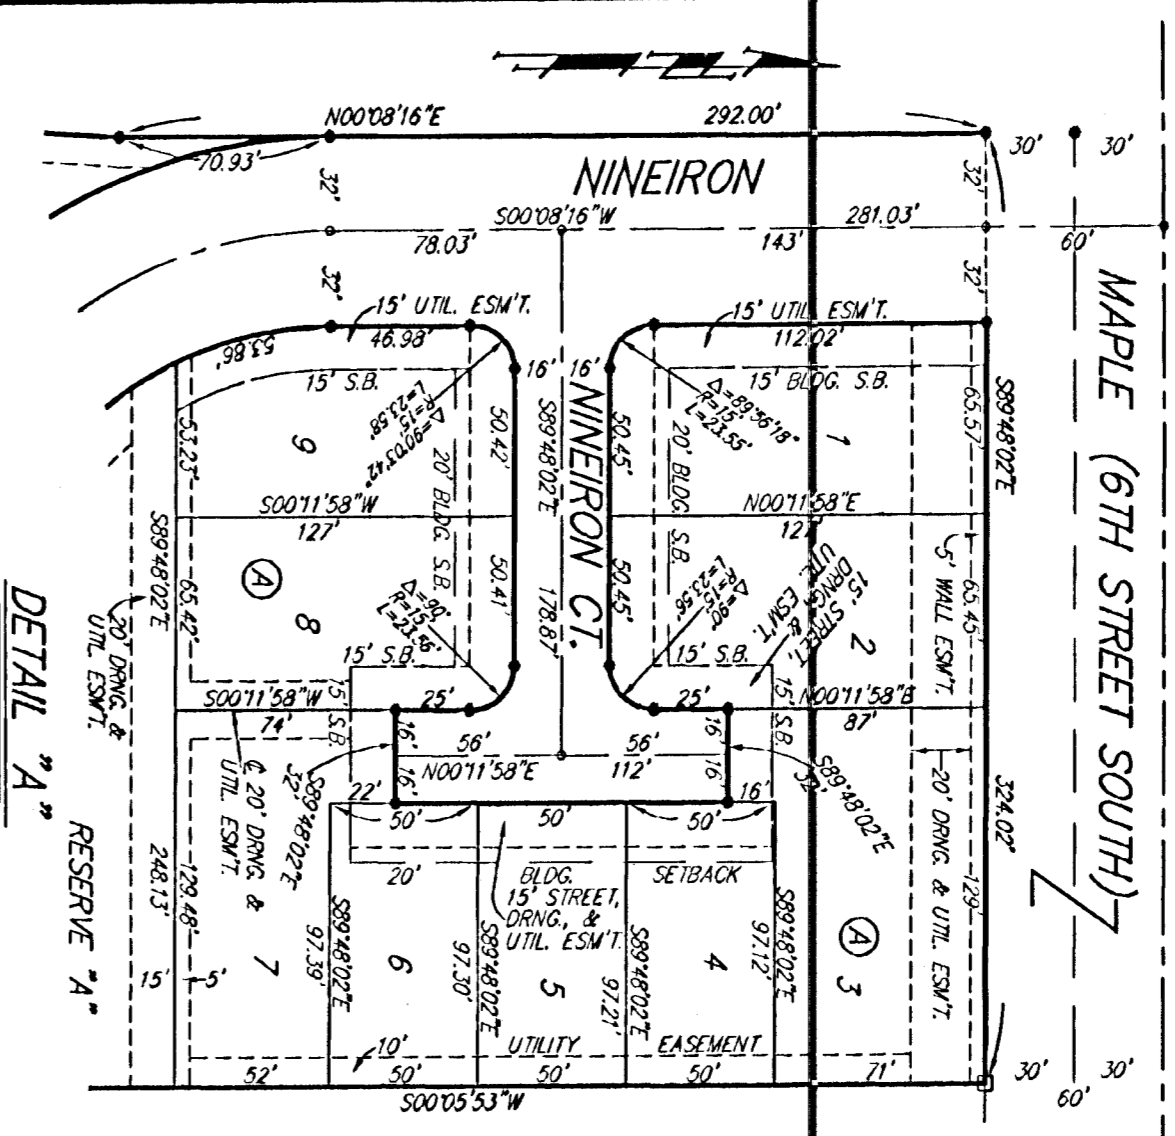 N00°08'16"E
292.00'
30'
30'
70.93'
32'
32'
NINEIRON
S00°08'16"W
281.03'
78.03'
143'
60'
32'
32'
15' UTIL. ESM'T.
15' UTIL. ESM'T.
46.98'
112.02'
53.86'
15' S.B.
16'
16'
15' BLDG. S.B.
MAPLE (6TH STREET SOUTH)
S89°48'02"E
65.57'
Δ=90°03'42"
R=15'
L=23.58'
Δ=89°56'18"
R=15'
L=23.55'
53.23'
9
50.42'
S89°48'02"E
NINEIRON CT.
50.45'
1
20' BLDG S.B.
20' BLDG S.B.
S00°11'58"W
127'
N00°11'58"E
S89°48'02"E
65.42'
A
8
50.41'
178.87'
50.45'
Δ=90°
R=15'
L=23.56'
Δ=90°
R=15'
L=23.56'
15' STREET,
DRNG., &
UTIL. ESM'T.
2
5' WALL ESM'T.
65.45'
20' DRNG. &
UTIL. ESM'T.
15' S.B.
15' S.B.
S00°11'58"W
74'
15' S.B.
25'
25'
15' S.B.
87'
16'
16'
56'
56'
N00°11'58"E
112'
16'
16'
S89°48'02"E
32'
S89°48'02"E
32'
DETAIL "A"
22'
16'
50'
50'
50'
℄ 20' DRNG &
UTIL. ESM'T.
20'
BLDG.
SETBACK
15' STREET,
DRNG., &
UTIL. ESM'T.
324.02'
129'
20' DRNG. & UTIL. ESM'T.
RESERVE "A"
248.13'
129.48'
7
S89°48'02"E
97.39'
6
S89°48'02"E
97.30'
5
S89°48'02"E
97.21'
4
S89°48'02"E
97.12'
A
3
15'
5'
10'
UTILITY
EASEMENT
52'
50'
50'
50'
71'
S00°05'53"W
30'
30'
60'